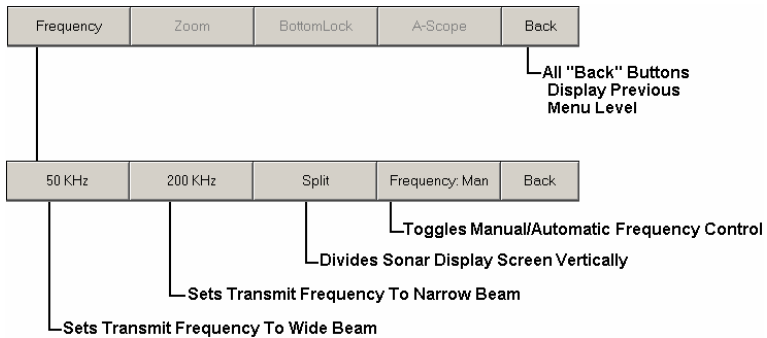 Frequency Zoom BottomLock A-Scope Back
All "Back" Buttons
Display Previous
Menu Level
50 KHz 200 KHz Split Frequency: Man Back
Toggles Manual/Automatic Frequency Control
Divides Sonar Display Screen Vertically
Sets Transmit Frequency To Narrow Beam
Sets Transmit Frequency To Wide Beam